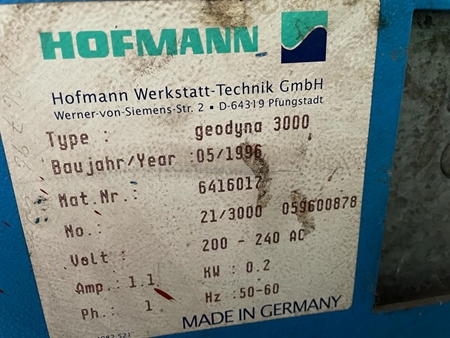 HOFMANN
Hofmann Werkstatt-Technik GmbH
Werner-von-Siemens-Str. 2 ▪ D-64319 Pfungstadt
Type : geodyna 3000
Baujahr/Year : 05/1996
Mat.Nr.: 6416017
No.: 21/3000 059600878
Volt : 200 - 240 AC
Amp.: 1.1 KW : 0.2
Ph.: 1 Hz :50-60
MADE IN GERMANY